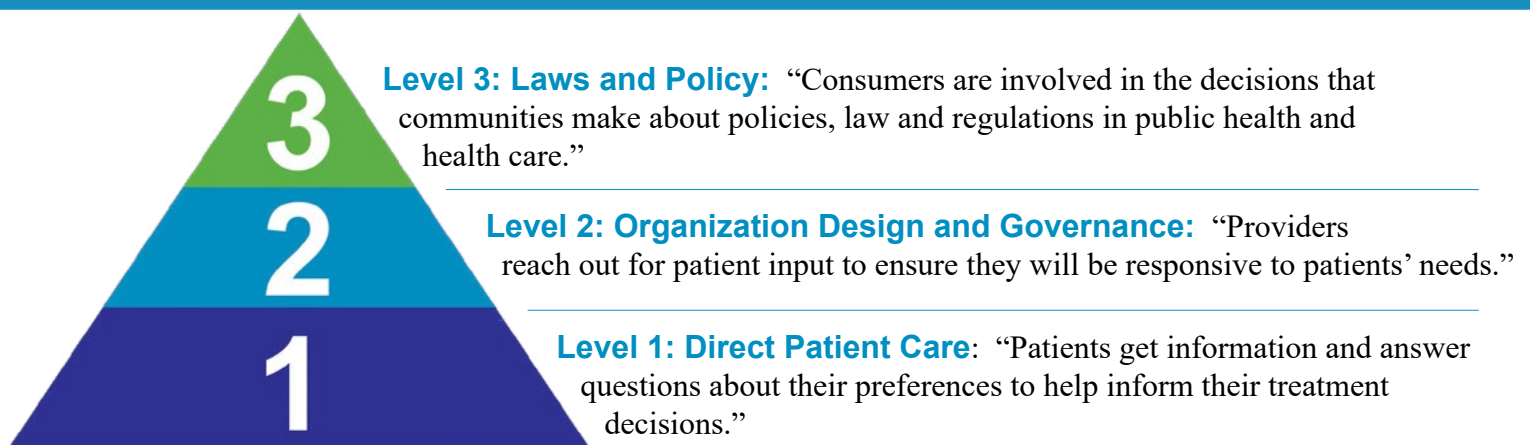 3
Level 3: Laws and Policy: “Consumers are involved in the decisions that
communities make about policies, law and regulations in public health and
health care.”
2
Level 2: Organization Design and Governance: “Providers
reach out for patient input to ensure they will be responsive to patients’ needs.”
1
Level 1: Direct Patient Care: “Patients get information and answer
questions about their preferences to help inform their treatment
decisions.”